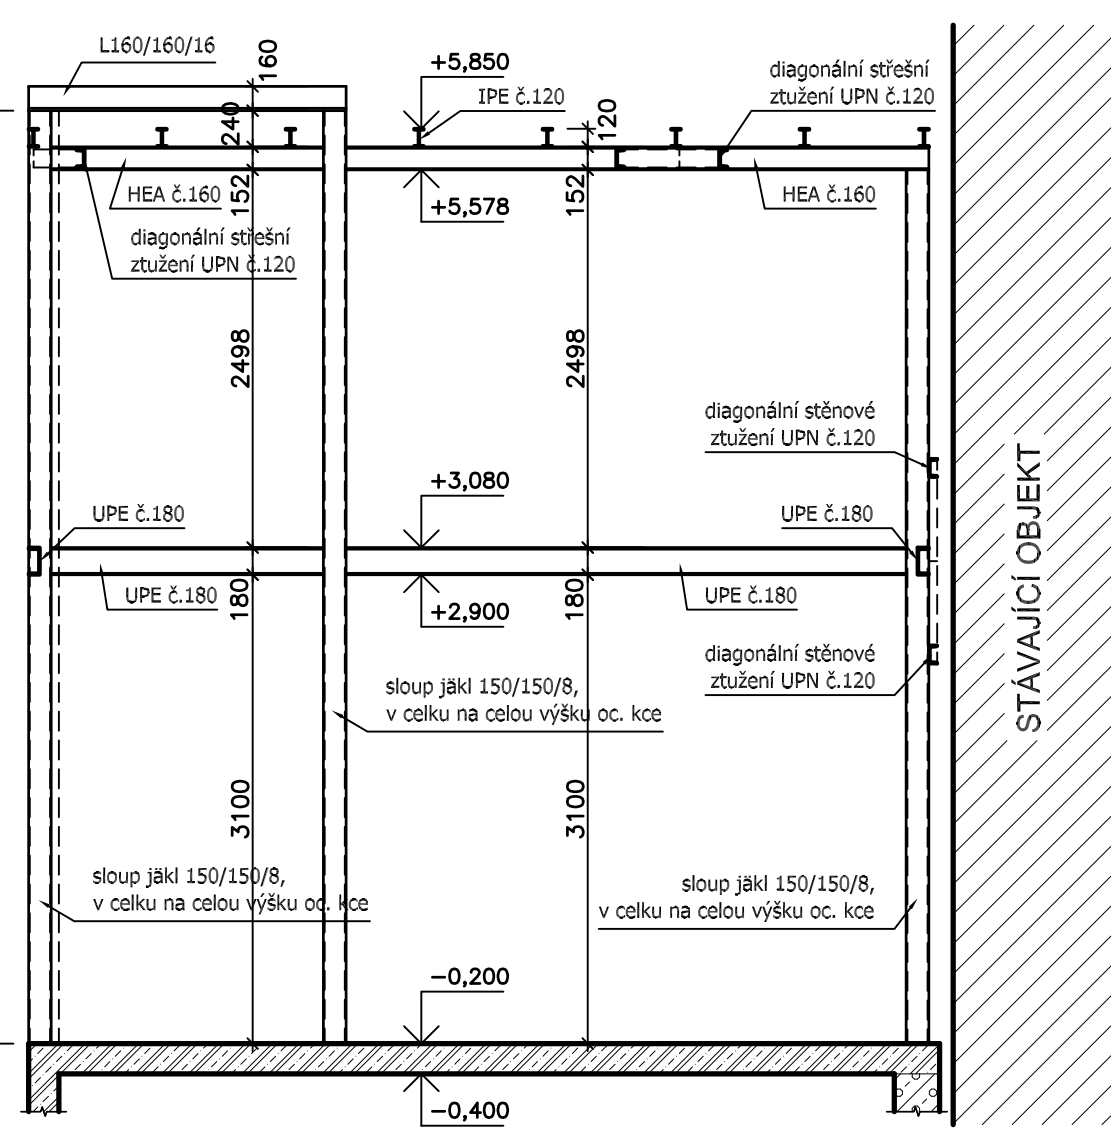 L160/160/16
160
+5,850
diagonální střešní
ztužení UPN č.120
IPE č.120
240
120
HEA č.160
152
+5,578
152
HEA č.160
diagonální střešní
ztužení UPN č.120
2498
2498
diagonální stěnové
ztužení UPN č.120
+3,080
UPE č.180
UPE č.180
STÁVAJÍCÍ OBJEKT
UPE č.180
180
+2,900
180
UPE č.180
diagonální stěnové
ztužení UPN č.120
sloup jäkl 150/150/8,
v celku na celou výšku oc. kce
3100
3100
sloup jäkl 150/150/8,
v celku na celou výšku oc. kce
sloup jäkl 150/150/8,
v celku na celou výšku oc. kce
−0,200
−0,400